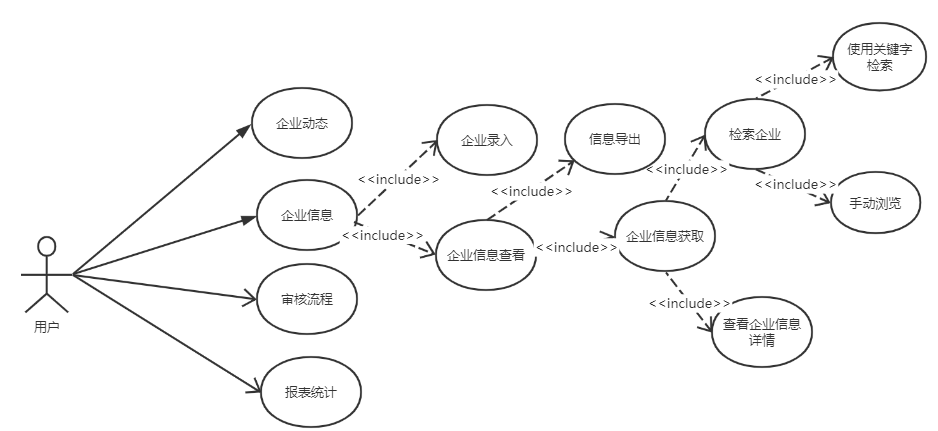 使用关键字
检索
<<include>>
企业动态
企业录入
信息导出
检索企业
<<include>>
<<include>>
<<include>>
<<include>>
手动浏览
企业信息
<<include>>
企业信息查看
<<include>>
企业信息获取
审核流程
<<include>>
用户
查看企业信息
详情
报表统计